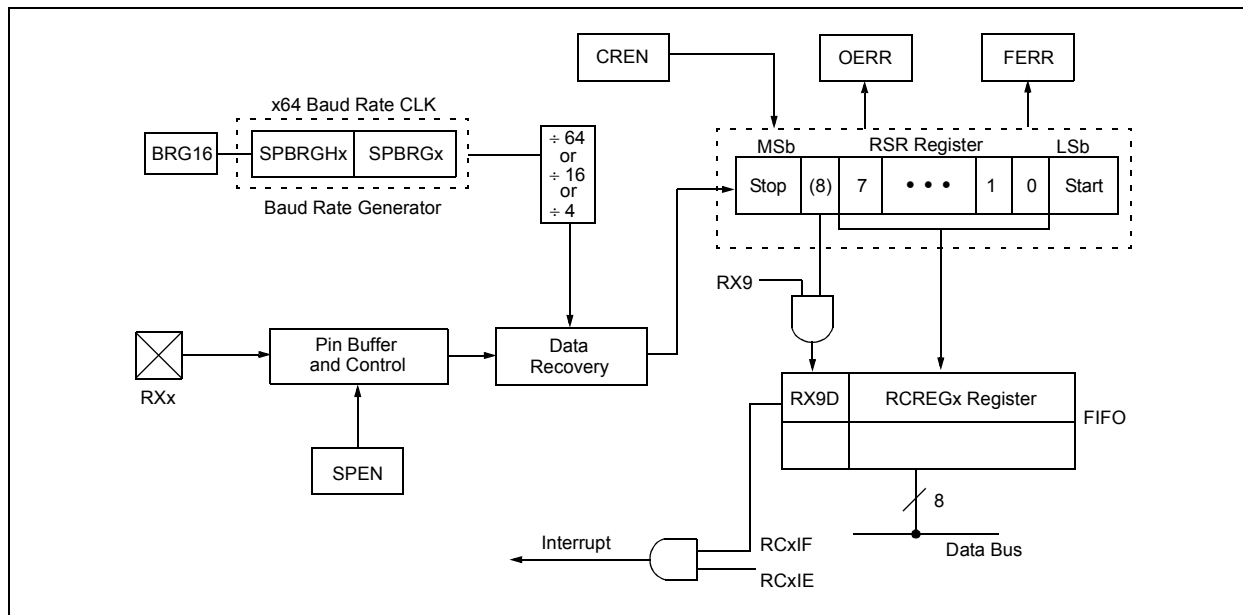 CREN
OERR
FERR
x64 Baud Rate CLK
BRG16
SPBRGHx
SPBRGx
Baud Rate Generator
÷ 64
or
÷ 16
or
÷ 4
MSb
RSR Register
LSb
Stop
(8)
7
• • •
1
0
Start
RX9
RXx
Pin Buffer
and Control
Data
Recovery
SPEN
RX9D
RCREGx Register
FIFO
8
Data Bus
Interrupt
RCxIF
RCxIE